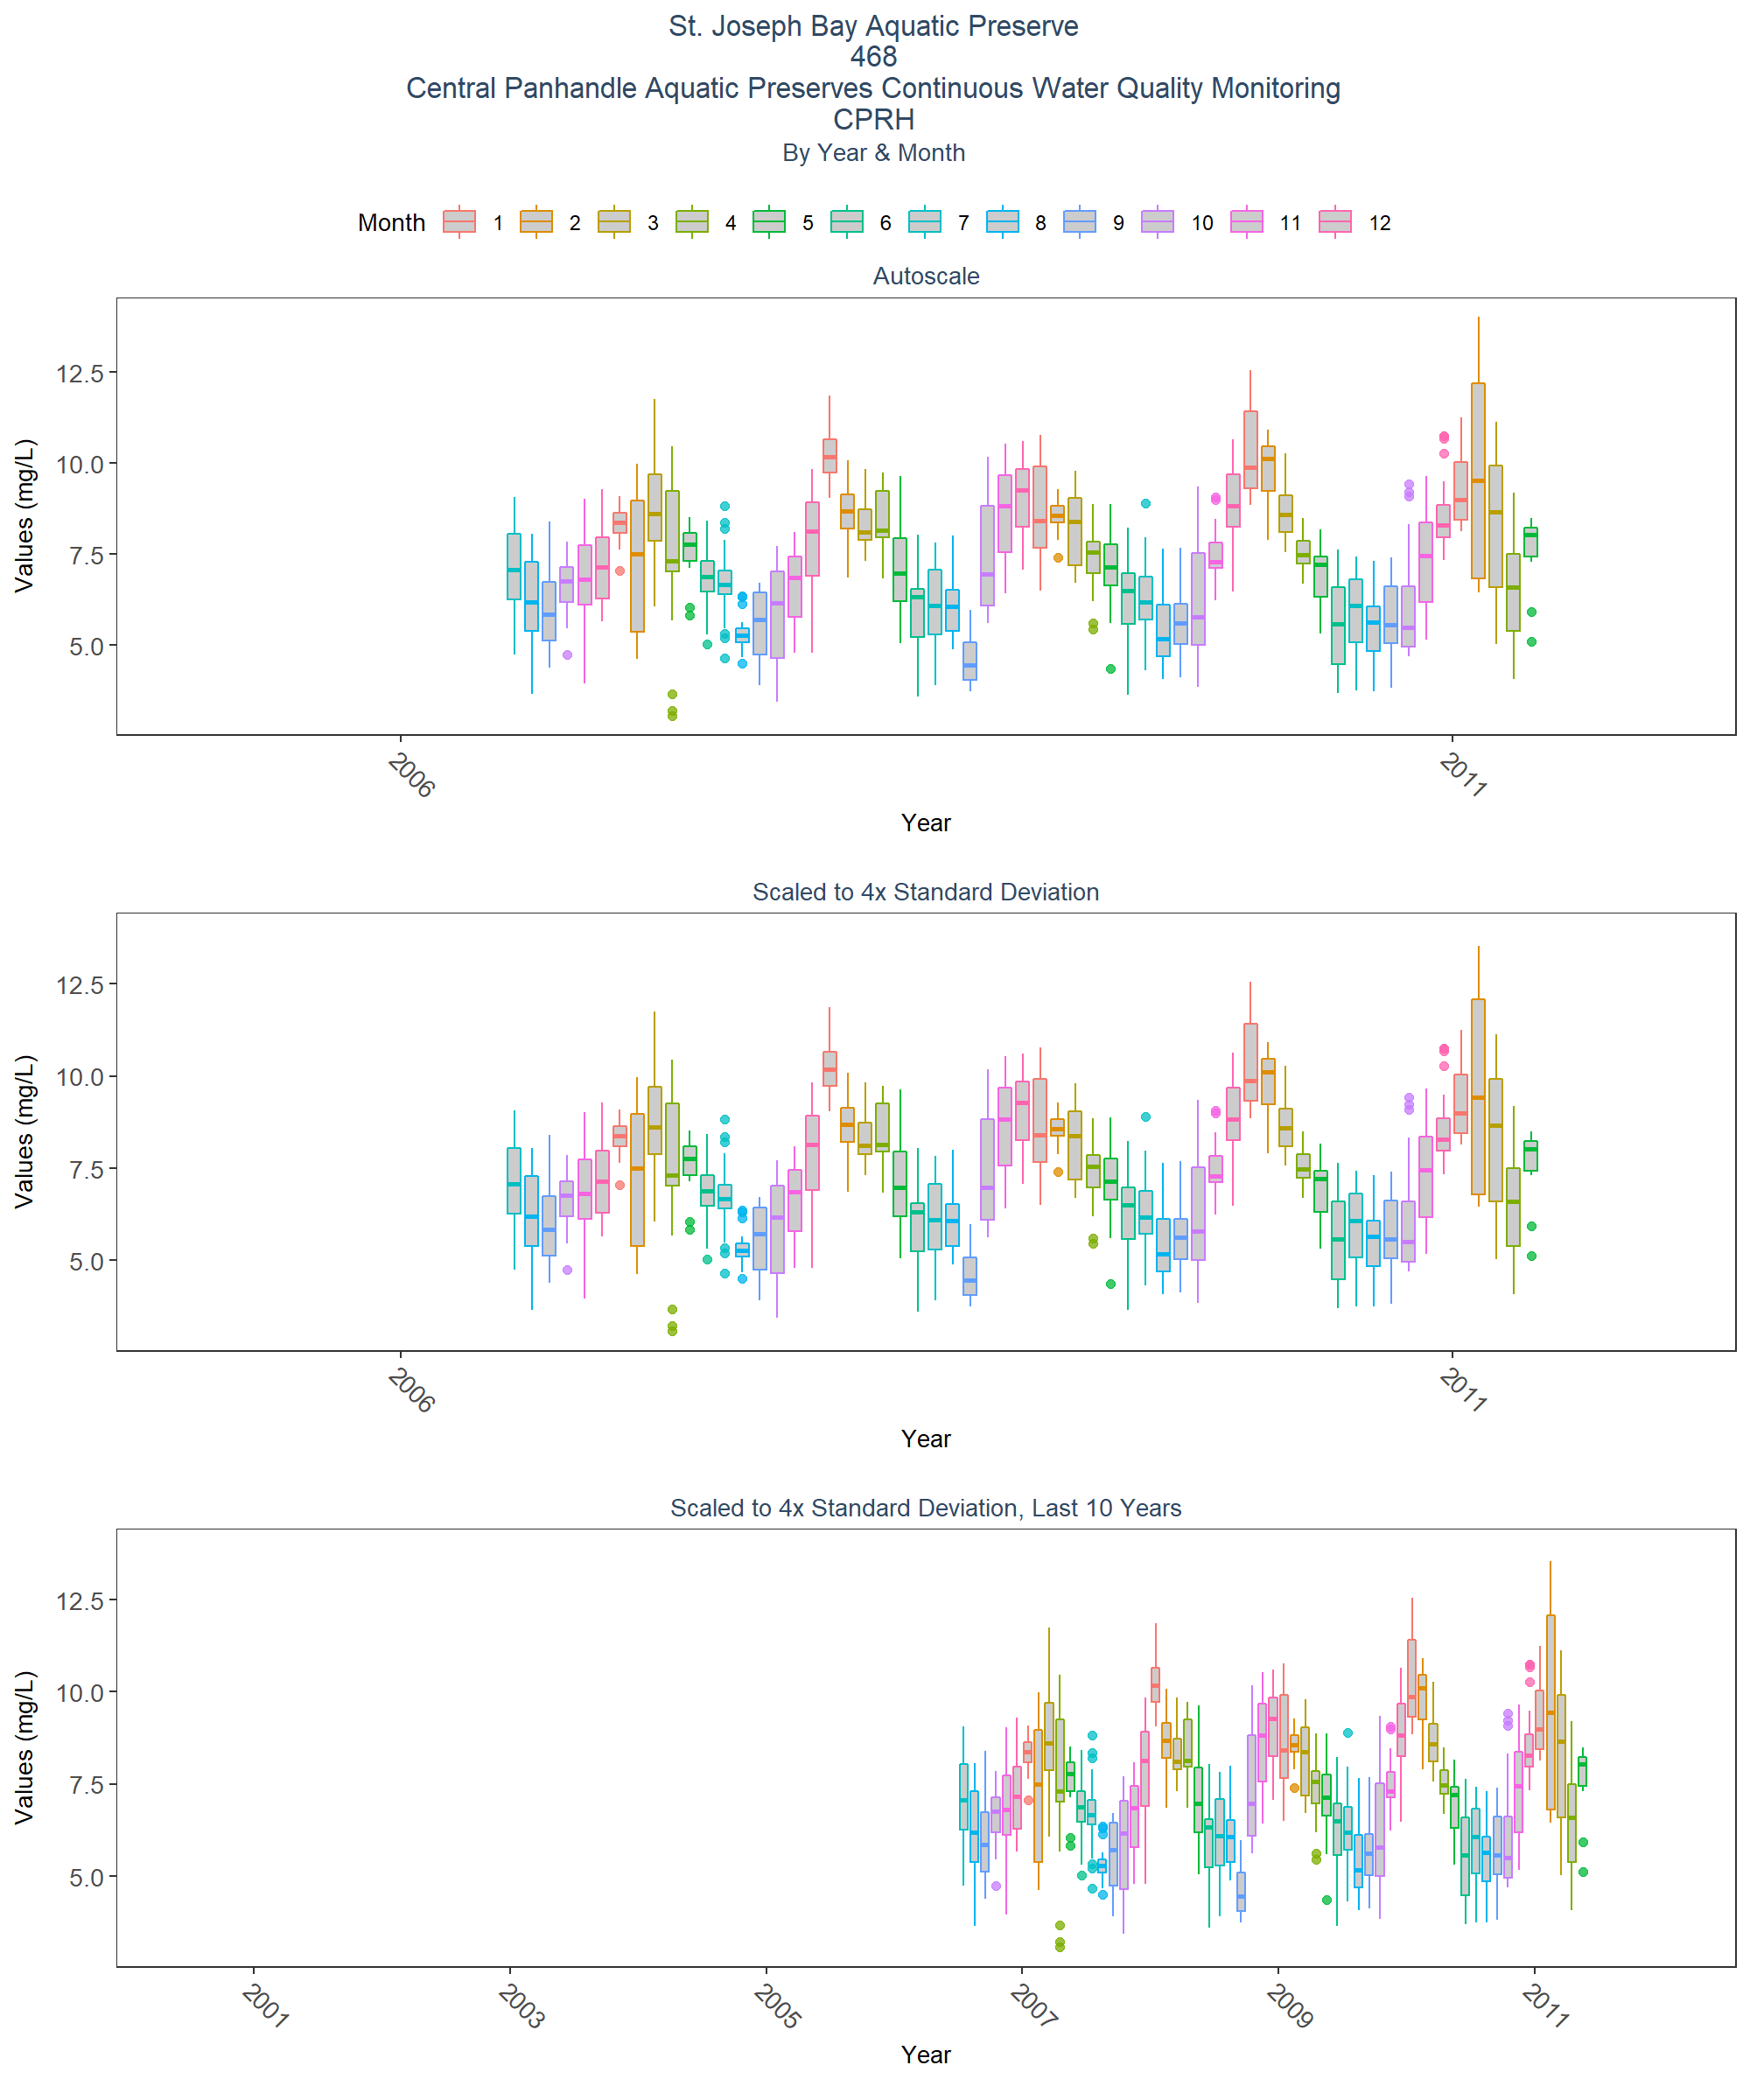 St. Joseph Bay Aquatic Preserve
468
Central Panhandle Aquatic Preserves Continuous Water Quality Monitoring
CPRH
By Year & Month
Month 1 2 3 4 5 6 7 8 9 10 11 12
Autoscale
Values (mg/L)
12.5
10.0
7.5
5.0
2006 2011
Year
Scaled to 4x Standard Deviation
Values (mg/L)
12.5
10.0
7.5
5.0
2006 2011
Year
Scaled to 4x Standard Deviation, Last 10 Years
Values (mg/L)
12.5
10.0
7.5
5.0
2001 2003 2005 2007 2009 2011
Year